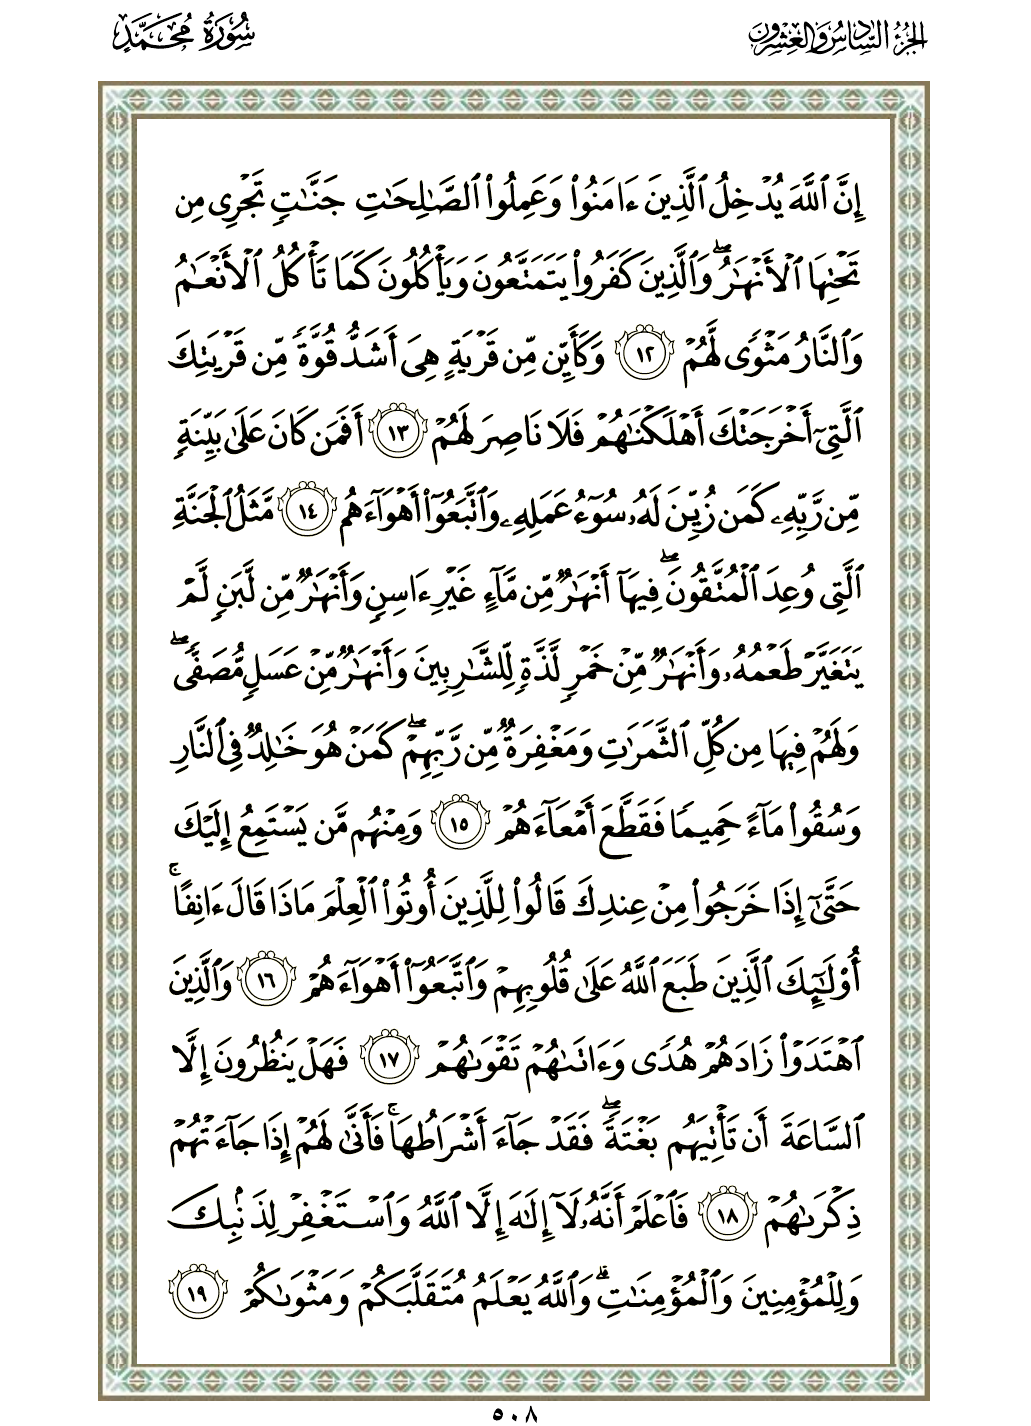 الجزء السادس والعشرون
سورة محمد
إِنَّ ٱللَّهَ يُدْخِلُ ٱلَّذِينَ ءَامَنُوا۟ وَعَمِلُوا۟ ٱلصَّـٰلِحَـٰتِ جَنَّـٰتٍ تَجْرِى مِن
تَحْتِهَا ٱلْأَنْهَـٰرُ ۖ وَٱلَّذِينَ كَفَرُوا۟ يَتَمَتَّعُونَ وَيَأْكُلُونَ كَمَا تَأْكُلُ ٱلْأَنْعَـٰمُ
وَٱلنَّارُ مَثْوًى لَّهُمْ ١٢ وَكَأَيِّن مِّن قَرْيَةٍ هِىَ أَشَدُّ قُوَّةً مِّن قَرْيَتِكَ
ٱلَّتِىٓ أَخْرَجَتْكَ أَهْلَكْنَـٰهُمْ فَلَا نَاصِرَ لَهُمْ ١٣ أَفَمَن كَانَ عَلَىٰ بَيِّنَةٍ
مِّن رَّبِّهِۦ كَمَن زُيِّنَ لَهُۥ سُوٓءُ عَمَلِهِۦ وَٱتَّبَعُوٓا۟ أَهْوَآءَهُم ١٤ مَّثَلُ ٱلْجَنَّةِ
ٱلَّتِى وُعِدَ ٱلْمُتَّقُونَ ۖ فِيهَآ أَنْهَـٰرٌ مِّن مَّآءٍ غَيْرِ ءَاسِنٍ وَأَنْهَـٰرٌ مِّن لَّبَنٍ لَّمْ
يَتَغَيَّرْ طَعْمُهُۥ وَأَنْهَـٰرٌ مِّنْ خَمْرٍ لَّذَّةٍ لِّلشَّـٰرِبِينَ وَأَنْهَـٰرٌ مِّنْ عَسَلٍ مُّصَفًّى ۖ
وَلَهُمْ فِيهَا مِن كُلِّ ٱلثَّمَرَٰتِ وَمَغْفِرَةٌ مِّن رَّبِّهِمْ ۖ كَمَنْ هُوَ خَـٰلِدٌ فِى ٱلنَّارِ
وَسُقُوا۟ مَآءً حَمِيمًا فَقَطَّعَ أَمْعَآءَهُمْ ١٥ وَمِنْهُم مَّن يَسْتَمِعُ إِلَيْكَ
حَتَّىٰٓ إِذَا خَرَجُوا۟ مِنْ عِندِكَ قَالُوا۟ لِلَّذِينَ أُوتُوا۟ ٱلْعِلْمَ مَاذَا قَالَ ءَانِفًا ۚ
أُو۟لَـٰٓئِكَ ٱلَّذِينَ طَبَعَ ٱللَّهُ عَلَىٰ قُلُوبِهِمْ وَٱتَّبَعُوٓا۟ أَهْوَآءَهُمْ ١٦ وَٱلَّذِينَ
ٱهْتَدَوْا۟ زَادَهُمْ هُدًى وَءَاتَىٰهُمْ تَقْوَىٰهُمْ ١٧ فَهَلْ يَنظُرُونَ إِلَّا
ٱلسَّاعَةَ أَن تَأْتِيَهُم بَغْتَةً ۖ فَقَدْ جَآءَ أَشْرَاطُهَا ۚ فَأَنَّىٰ لَهُمْ إِذَا جَآءَتْهُمْ
ذِكْرَىٰهُمْ ١٨ فَٱعْلَمْ أَنَّهُۥ لَآ إِلَـٰهَ إِلَّا ٱللَّهُ وَٱسْتَغْفِرْ لِذَنۢبِكَ
وَلِلْمُؤْمِنِينَ وَٱلْمُؤْمِنَـٰتِ ۗ وَٱللَّهُ يَعْلَمُ مُتَقَلَّبَكُمْ وَمَثْوَىٰكُمْ ١٩
٥٠٨